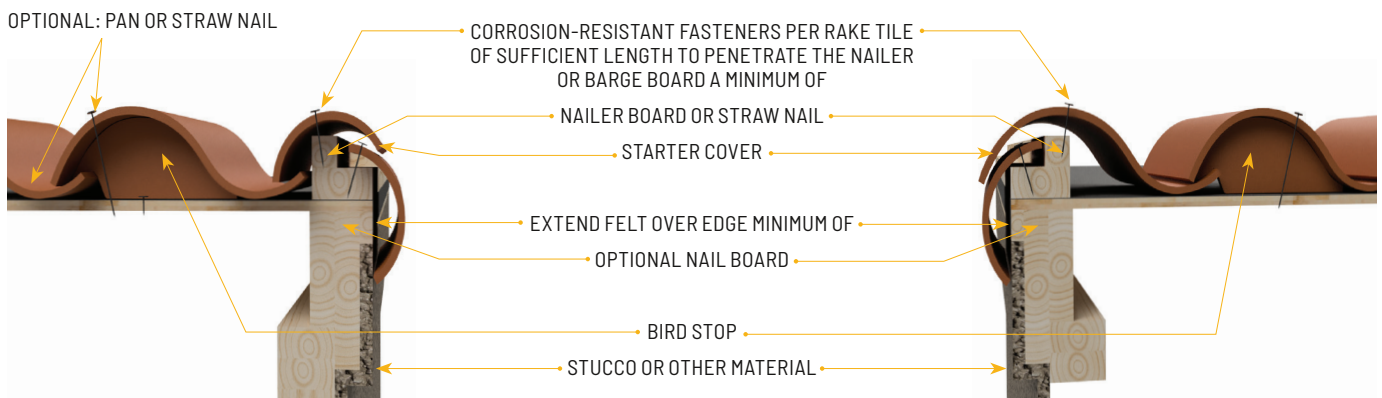 OPTIONAL: PAN OR STRAW NAIL
CORROSION-RESISTANT FASTENERS PER RAKE TILE
OF SUFFICIENT LENGTH TO PENETRATE THE NAILER
OR BARGE BOARD A MINIMUM OF
NAILER BOARD OR STRAW NAIL
STARTER COVER
EXTEND FELT OVER EDGE MINIMUM OF
OPTIONAL NAIL BOARD
BIRD STOP
STUCCO OR OTHER MATERIAL